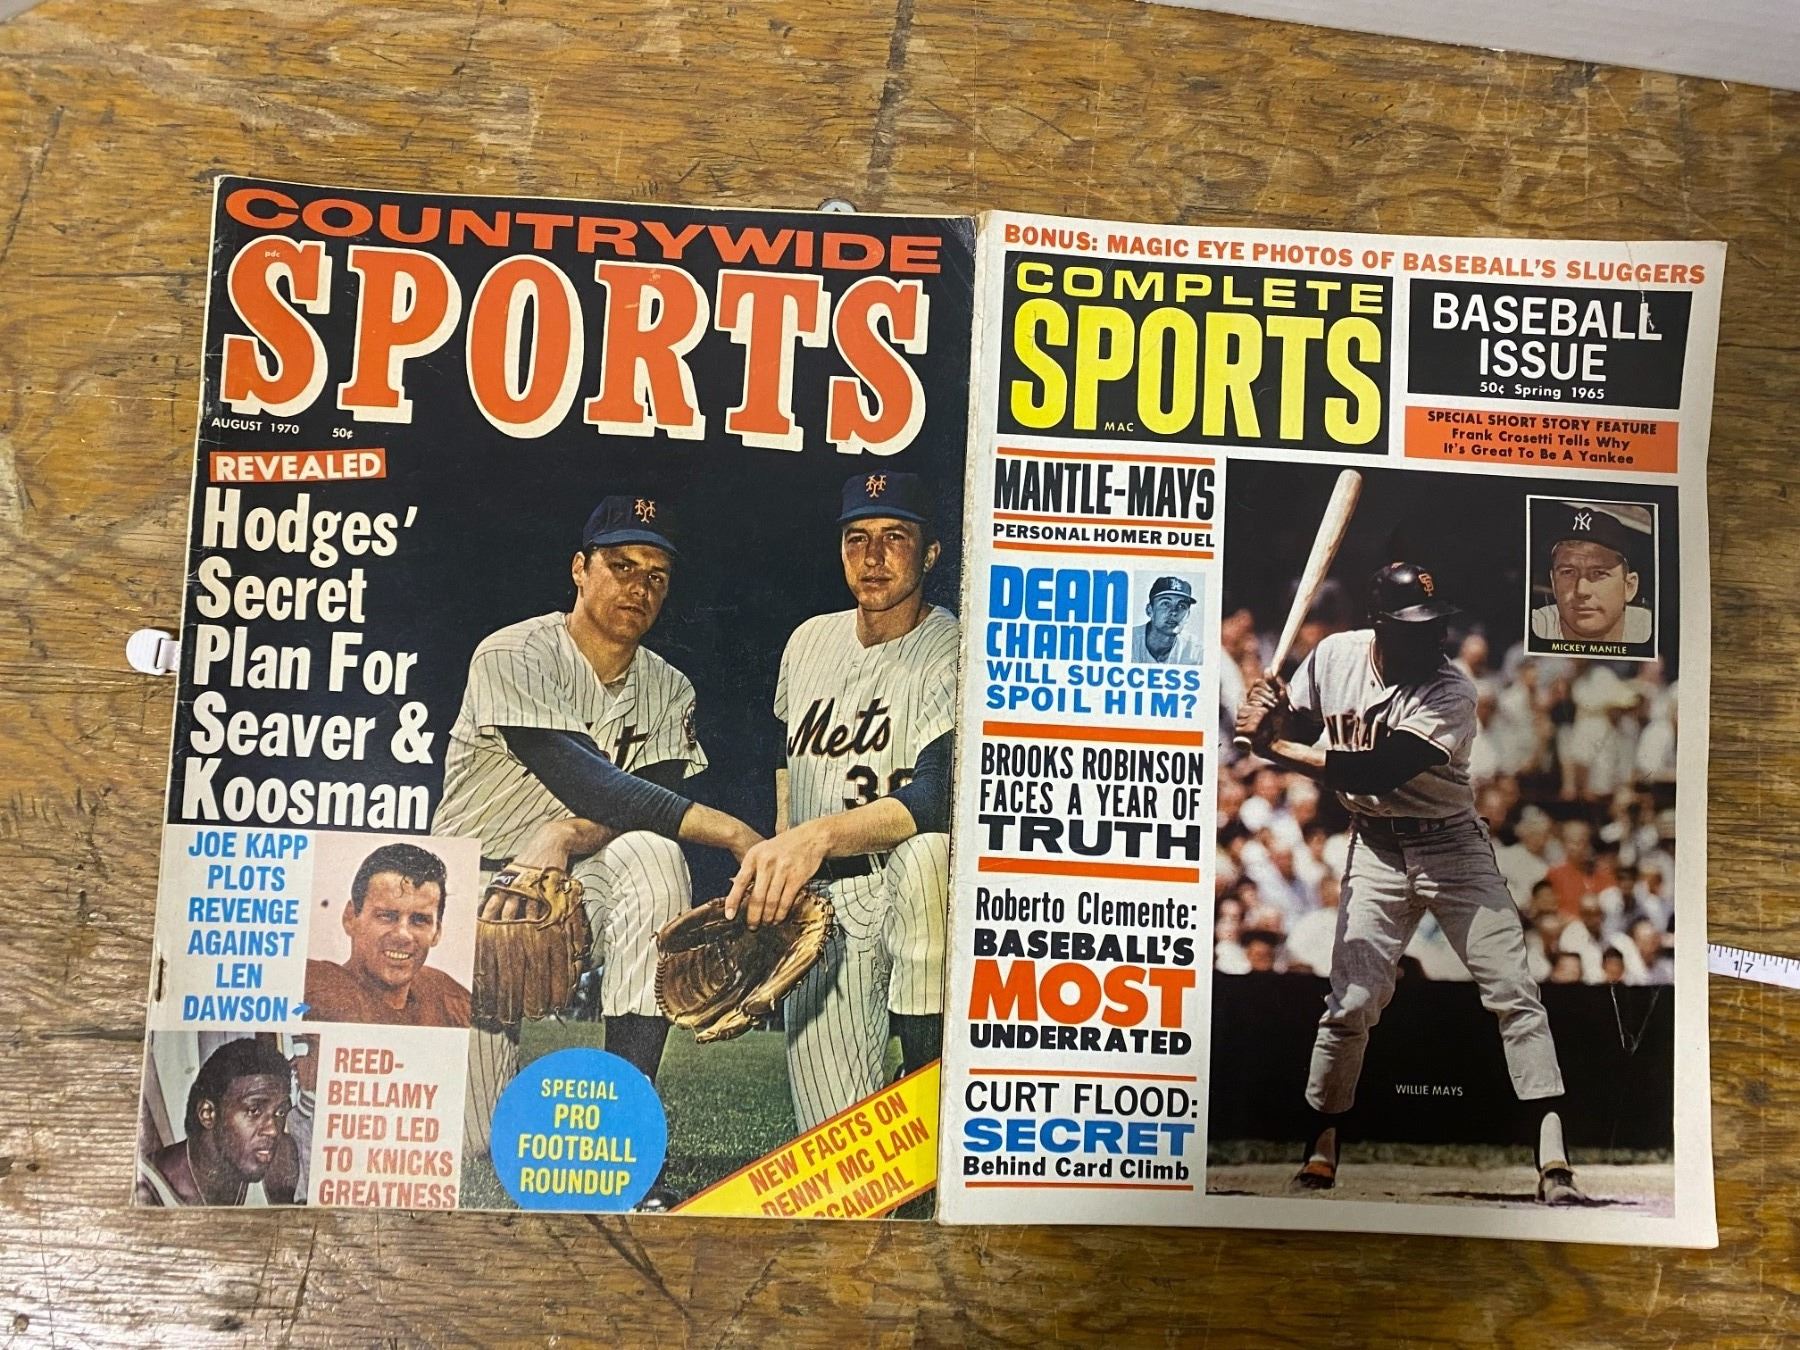 COUNTRYWIDE
pdc
SPORTS
AUGUST 1970 50¢
REVEALED
Hodges'
Secret
Plan For
Seaver &
Koosman
JOE KAPP
PLOTS
REVENGE
AGAINST
LEN
DAWSON
REED-
BELLAMY
FUED LED
TO KNICKS
GREATNESS
NY
NY
Mets
SPECIAL
PRO
FOOTBALL
ROUNDUP
NEW FACTS ON
DENNY MC LAIN
SCANDAL
BONUS: MAGIC EYE PHOTOS OF BASEBALL'S SLUGGERS
COMPLETE
SPORTS
MAC
BASEBALL
ISSUE
50¢ Spring 1965
SPECIAL SHORT STORY FEATURE
Frank Crosetti Tells Why
It's Great To Be A Yankee
MANTLE-MAYS
PERSONAL HOMER DUEL
DEAN
CHANCE
WILL SUCCESS
SPOIL HIM?
BROOKS ROBINSON
FACES A YEAR OF
TRUTH
Roberto Clemente:
BASEBALL'S
MOST
UNDERRATED
CURT FLOOD:
SECRET
Behind Card Climb
SF
NY
MICKEY MANTLE
WILLIE MAYS
17